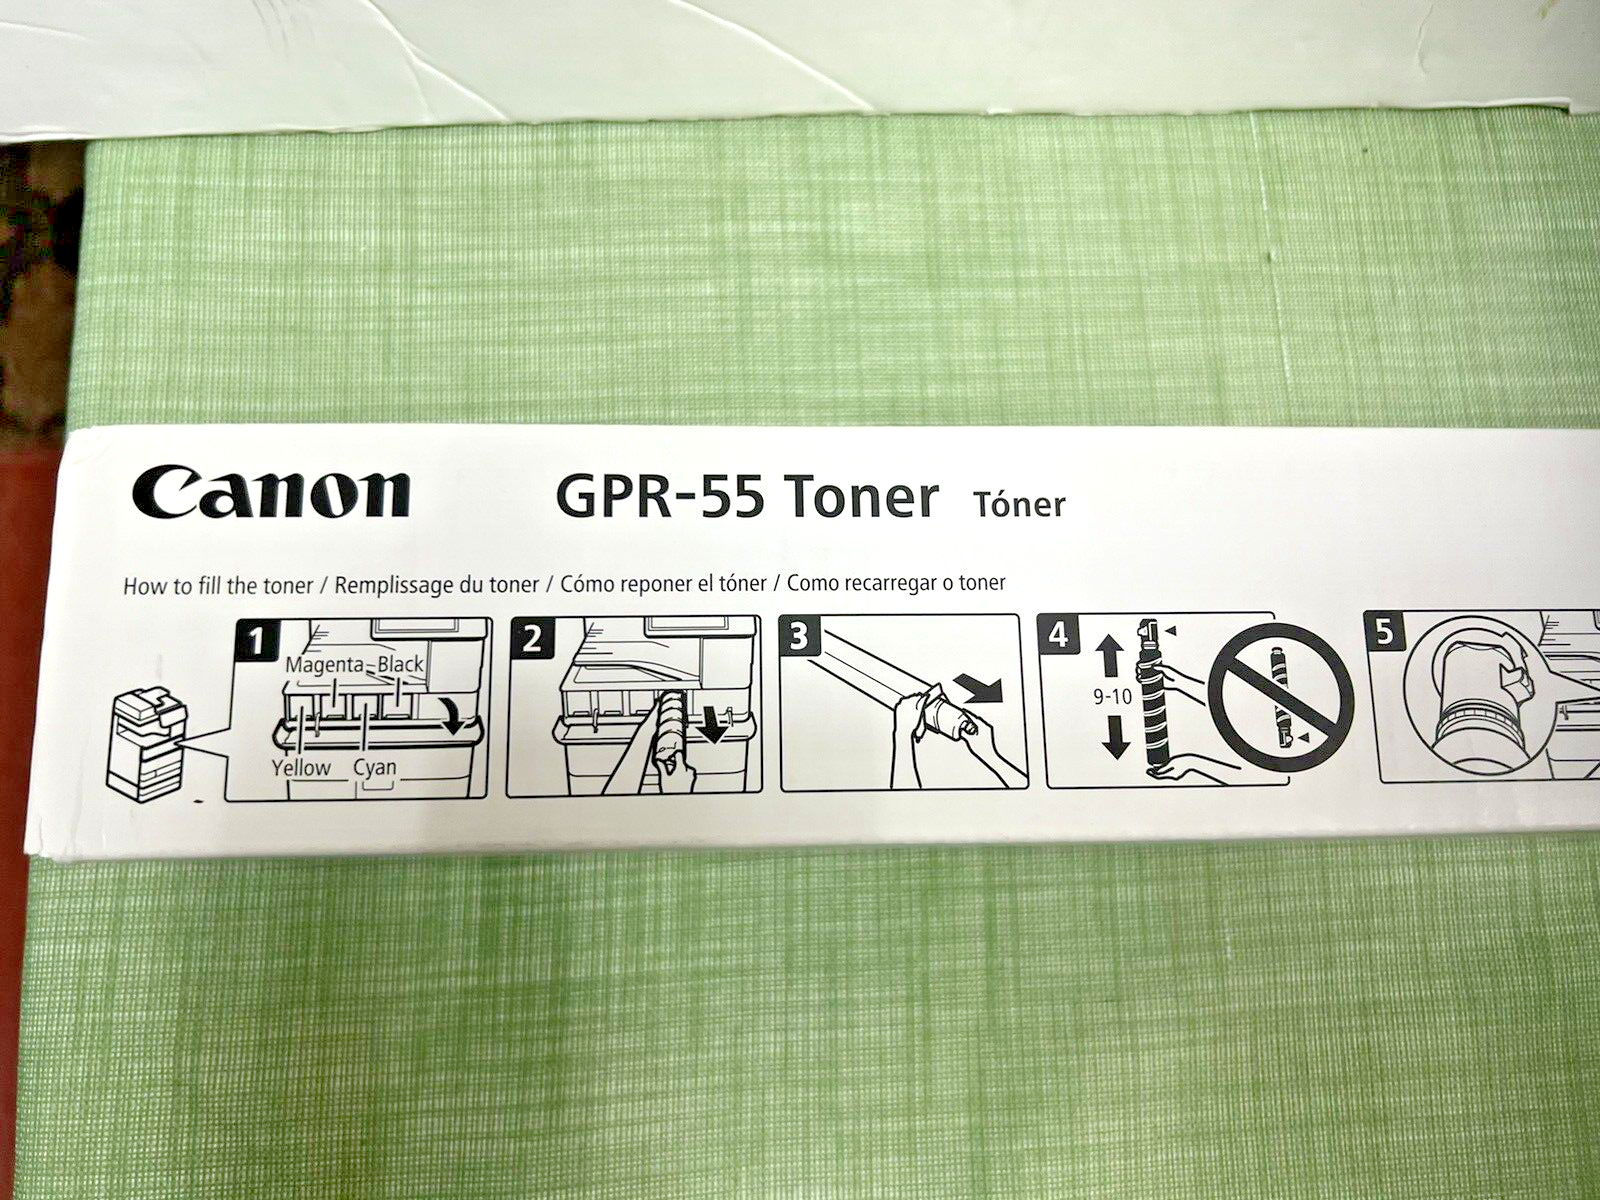 Canon GPR-55 Toner Tóner
How to fill the toner / Remplissage du toner / Cómo reponer el tóner / Como recarregar o toner
1
Magenta Black
Yellow Cyan
2
3
4
9-10
5